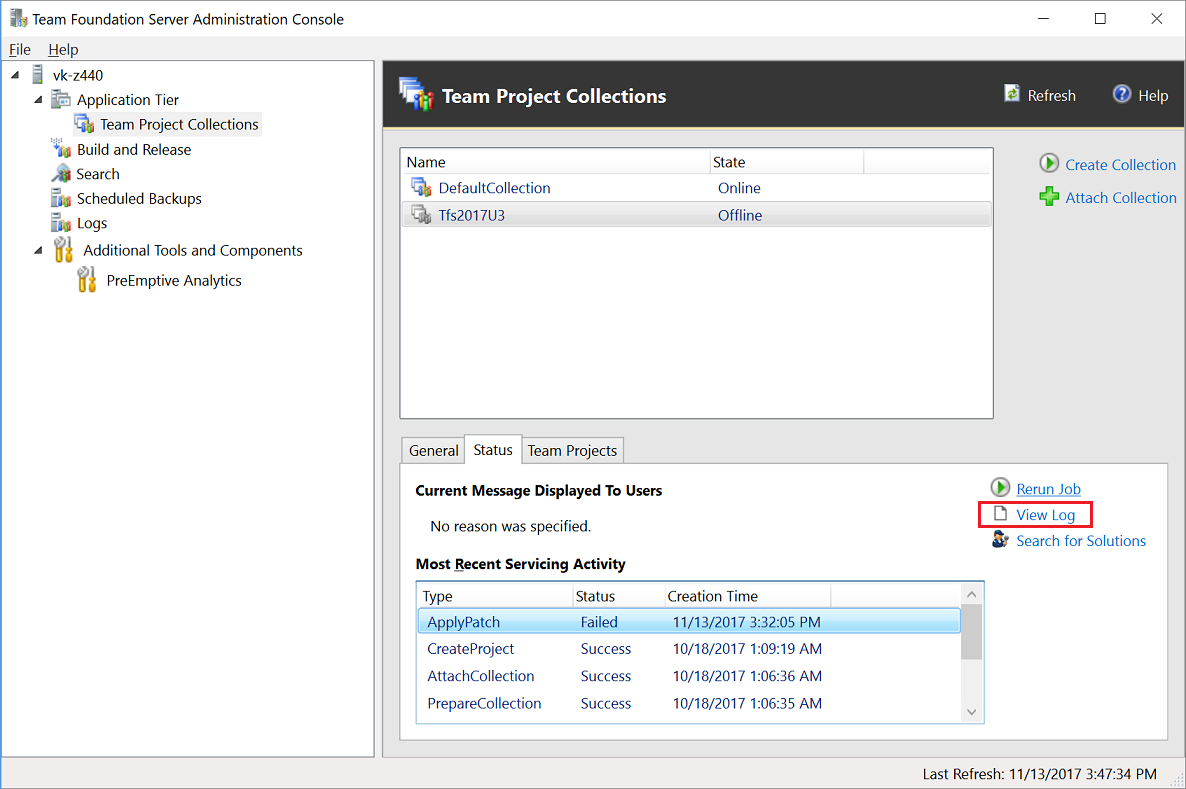 Team Foundation Server Administration Console
File Help
vk-z440
Application Tier
Team Project Collections
Build and Release
Search
Scheduled Backups
Logs
Additional Tools and Components
PreEmptive Analytics
Team Project Collections
Refresh Help
Name State
DefaultCollection Online
Tfs2017U3 Offline
Create Collection
Attach Collection
General Status Team Projects
Current Message Displayed To Users
No reason was specified.
Rerun Job
View Log
Search for Solutions
Most Recent Servicing Activity
Type Status Creation Time
ApplyPatch Failed 11/13/2017 3:32:05 PM
CreateProject Success 10/18/2017 1:09:19 AM
AttachCollection Success 10/18/2017 1:06:36 AM
PrepareCollection Success 10/18/2017 1:06:35 AM
Last Refresh: 11/13/2017 3:47:34 PM